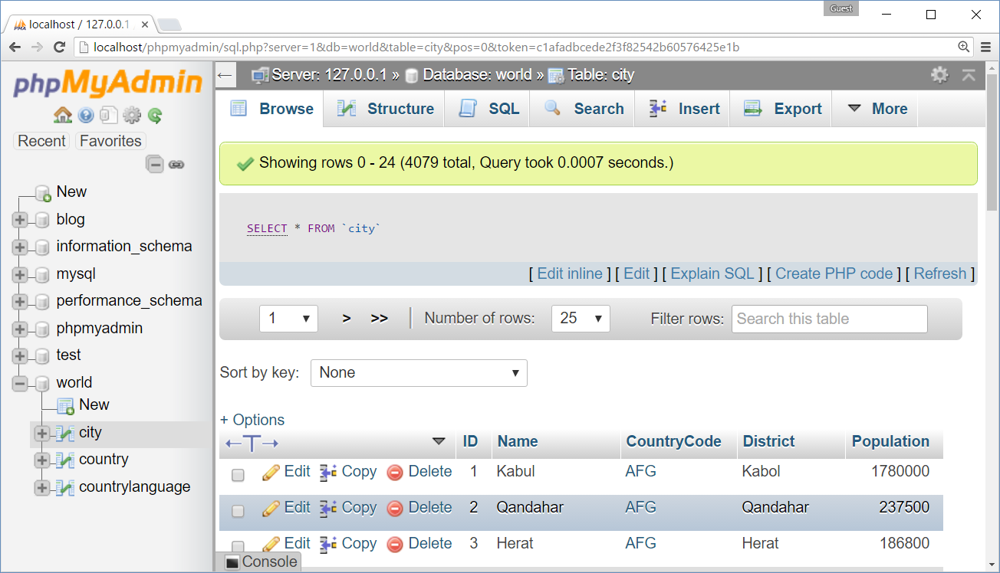 Guest
localhost / 127.0.0.1
localhost/phpmyadmin/sql.php?server=1&db=world&table=city&pos=0&token=c1afadbcede2f3f82542b60576425e1b
phpMyAdmin
Recent Favorites
New
blog
information_schema
mysql
performance_schema
phpmyadmin
test
world
New
city
country
countrylanguage
Server: 127.0.0.1 » Database: world » Table: city
Browse Structure SQL Search Insert Export More
Showing rows 0 - 24 (4079 total, Query took 0.0007 seconds.)
SELECT * FROM `city`
[ Edit inline ] [ Edit ] [ Explain SQL ] [ Create PHP code ] [ Refresh ]
1 > >> Number of rows: 25 Filter rows: Search this table
Sort by key: None
+ Options
←T→ ID Name CountryCode District Population
Edit Copy Delete 1 Kabul AFG Kabol 1780000
Edit Copy Delete 2 Qandahar AFG Qandahar 237500
Edit Copy Delete 3 Herat AFG Herat 186800
Console